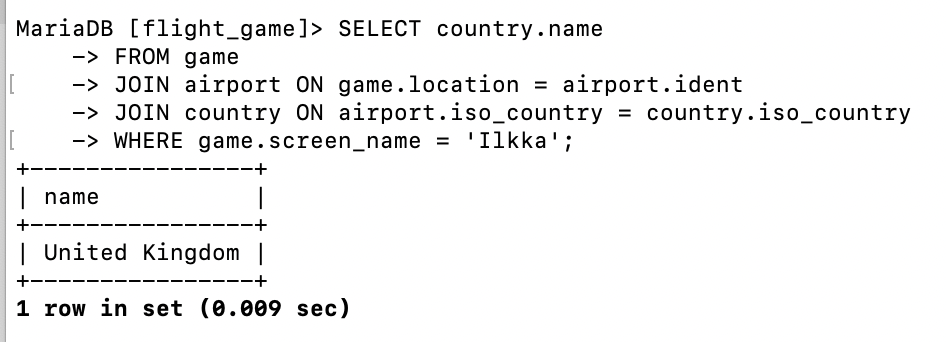 MariaDB [flight_game]> SELECT country.name
    -> FROM game
    -> JOIN airport ON game.location = airport.ident
    -> JOIN country ON airport.iso_country = country.iso_country
    -> WHERE game.screen_name = 'Ilkka';
+----------------+
| name           |
+----------------+
| United Kingdom |
+----------------+
1 row in set (0.009 sec)